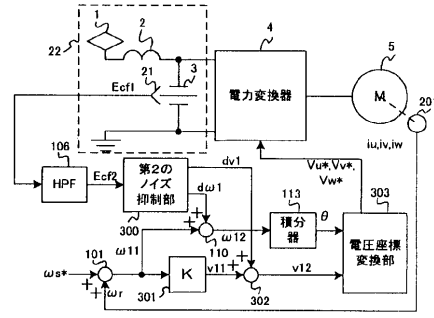 1
2
4
5
22
21
3
Ecf1
電力変換器
M
20
iu,iv,iw
106
HPF
Ecf2
第2の
ノイズ
抑制部
300
dv1
dω1
Vu*,Vv*,
Vw*
113
303
積分
器
θ
電圧座標
変換部
ω11
110
ω12
ωs*
101
ωr
K
301
v11
302
v12
+
+
+
+
+
+